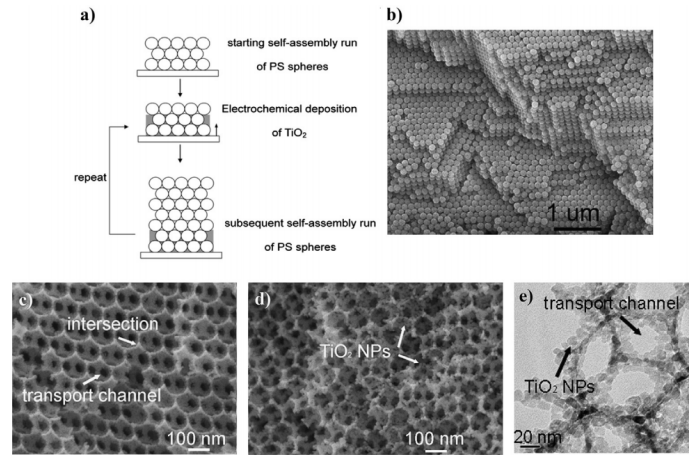 a)
starting self-assembly run
of PS spheres
Electrochemical deposition
of TiO₂
repeat
subsequent self-assembly run
of PS spheres
b)
1 um
c)
intersection
transport channel
100 nm
d)
TiO₂ NPs
100 nm
e)
transport channel
TiO₂ NPs
20 nm